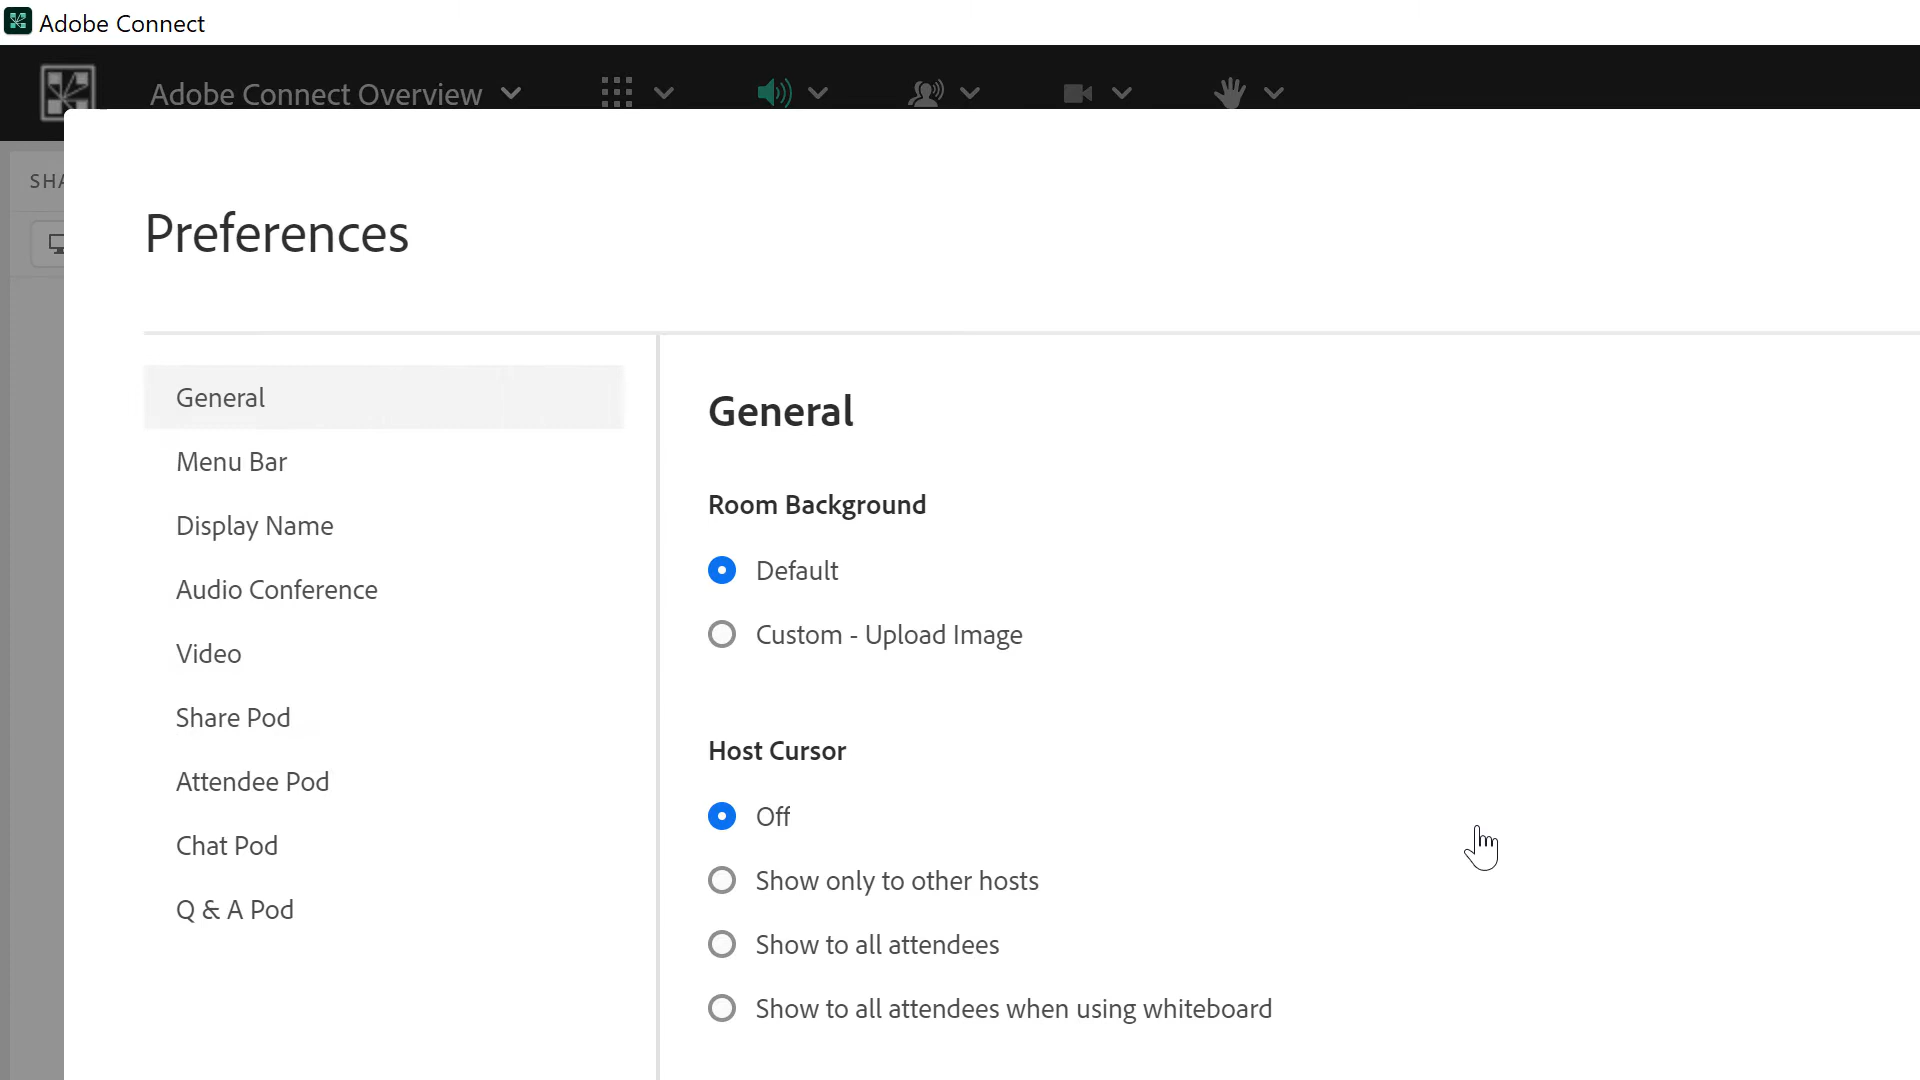 Adobe Connect
Adobe Connect Overview
SHA
Preferences
General
Menu Bar
Display Name
Audio Conference
Video
Share Pod
Attendee Pod
Chat Pod
Q & A Pod
General
Room Background
Default
Custom - Upload Image
Host Cursor
Off
Show only to other hosts
Show to all attendees
Show to all attendees when using whiteboard